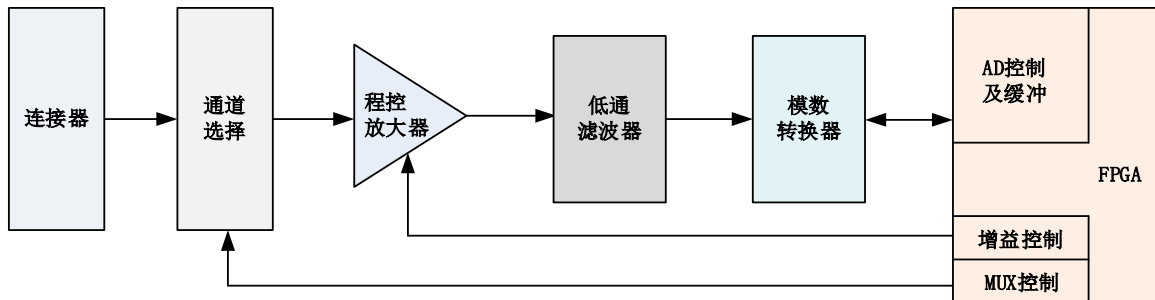 连接器
通道
选择
程控
放大器
低通
滤波器
模数
转换器
AD控制
及缓冲
FPGA
增益控制
MUX控制